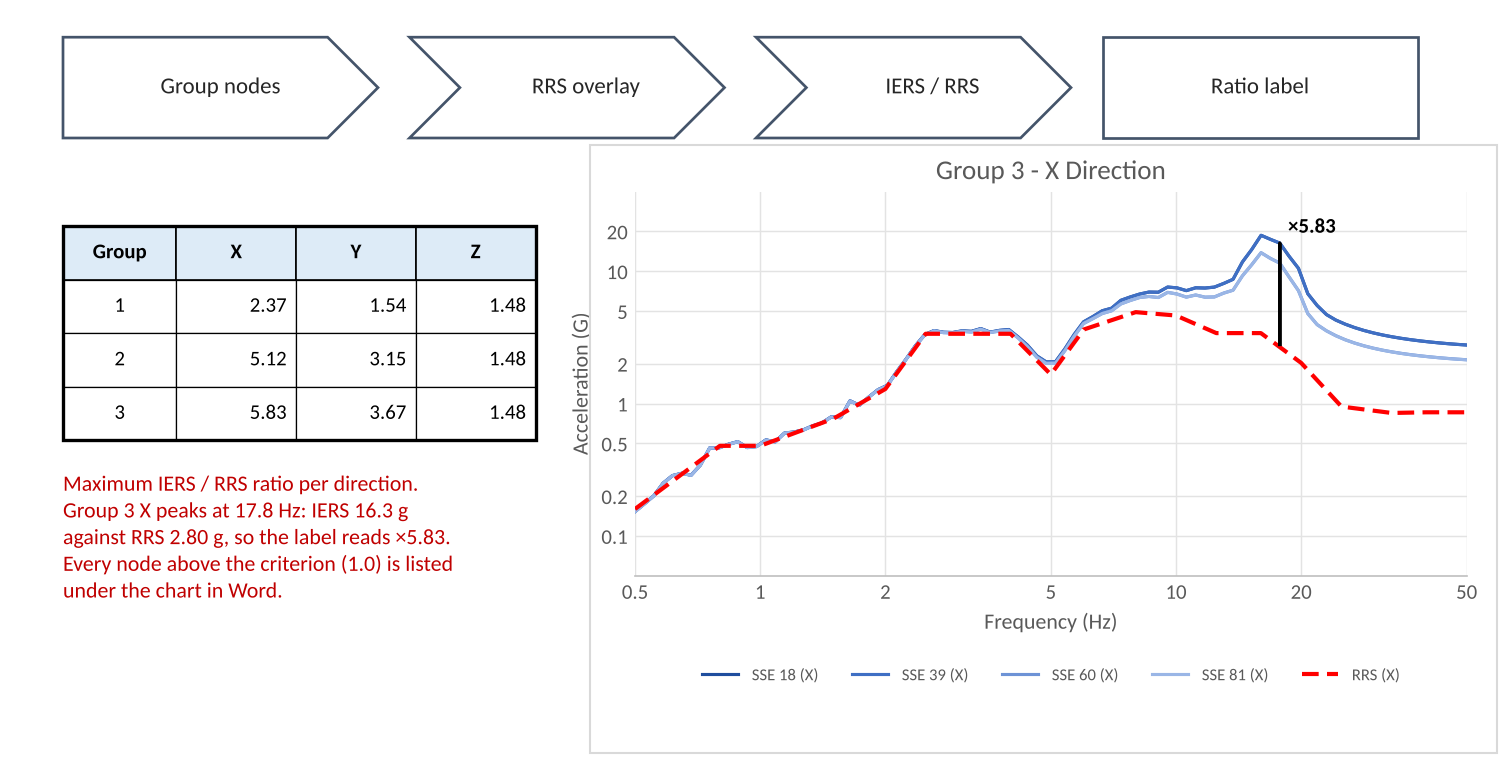 Group nodes
RRS overlay
IERS / RRS
Ratio label
Group X Y Z
1 2.37 1.54 1.48
2 5.12 3.15 1.48
3 5.83 3.67 1.48
Maximum IERS / RRS ratio per direction.
Group 3 X peaks at 17.8 Hz: IERS 16.3 g
against RRS 2.80 g, so the label reads ×5.83.
Every node above the criterion (1.0) is listed
under the chart in Word.
Group 3 - X Direction
×5.83
Acceleration (G)
20
10
5
2
1
0.5
0.2
0.1
0.5 1 2 5 10 20 50
Frequency (Hz)
SSE 18 (X) SSE 39 (X) SSE 60 (X) SSE 81 (X) RRS (X)